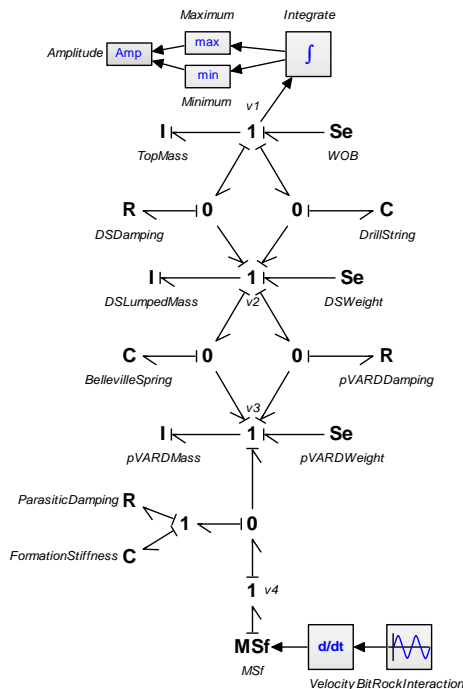 Maximum Integrate
Amplitude Amp max ∫
min
Minimum v1
I 1 Se
TopMass WOB
R 0 0 C
DSDamping DrillString
I 1 Se
DSLumpedMass v2 DSWeight
C 0 0 R
BellevilleSpring pVARDDamping
v3
I 1 Se
pVARDMass pVARDWeight
ParasiticDamping R
1 0
FormationStiffness C
1 v4
MSf d/dt
MSf Velocity BitRockInteraction